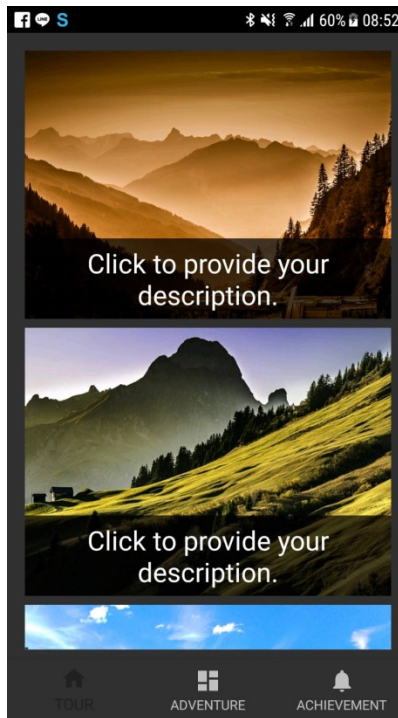 60% 08:52
Click to provide your
description.
Click to provide your
description.
TOUR ADVENTURE ACHIEVEMENT